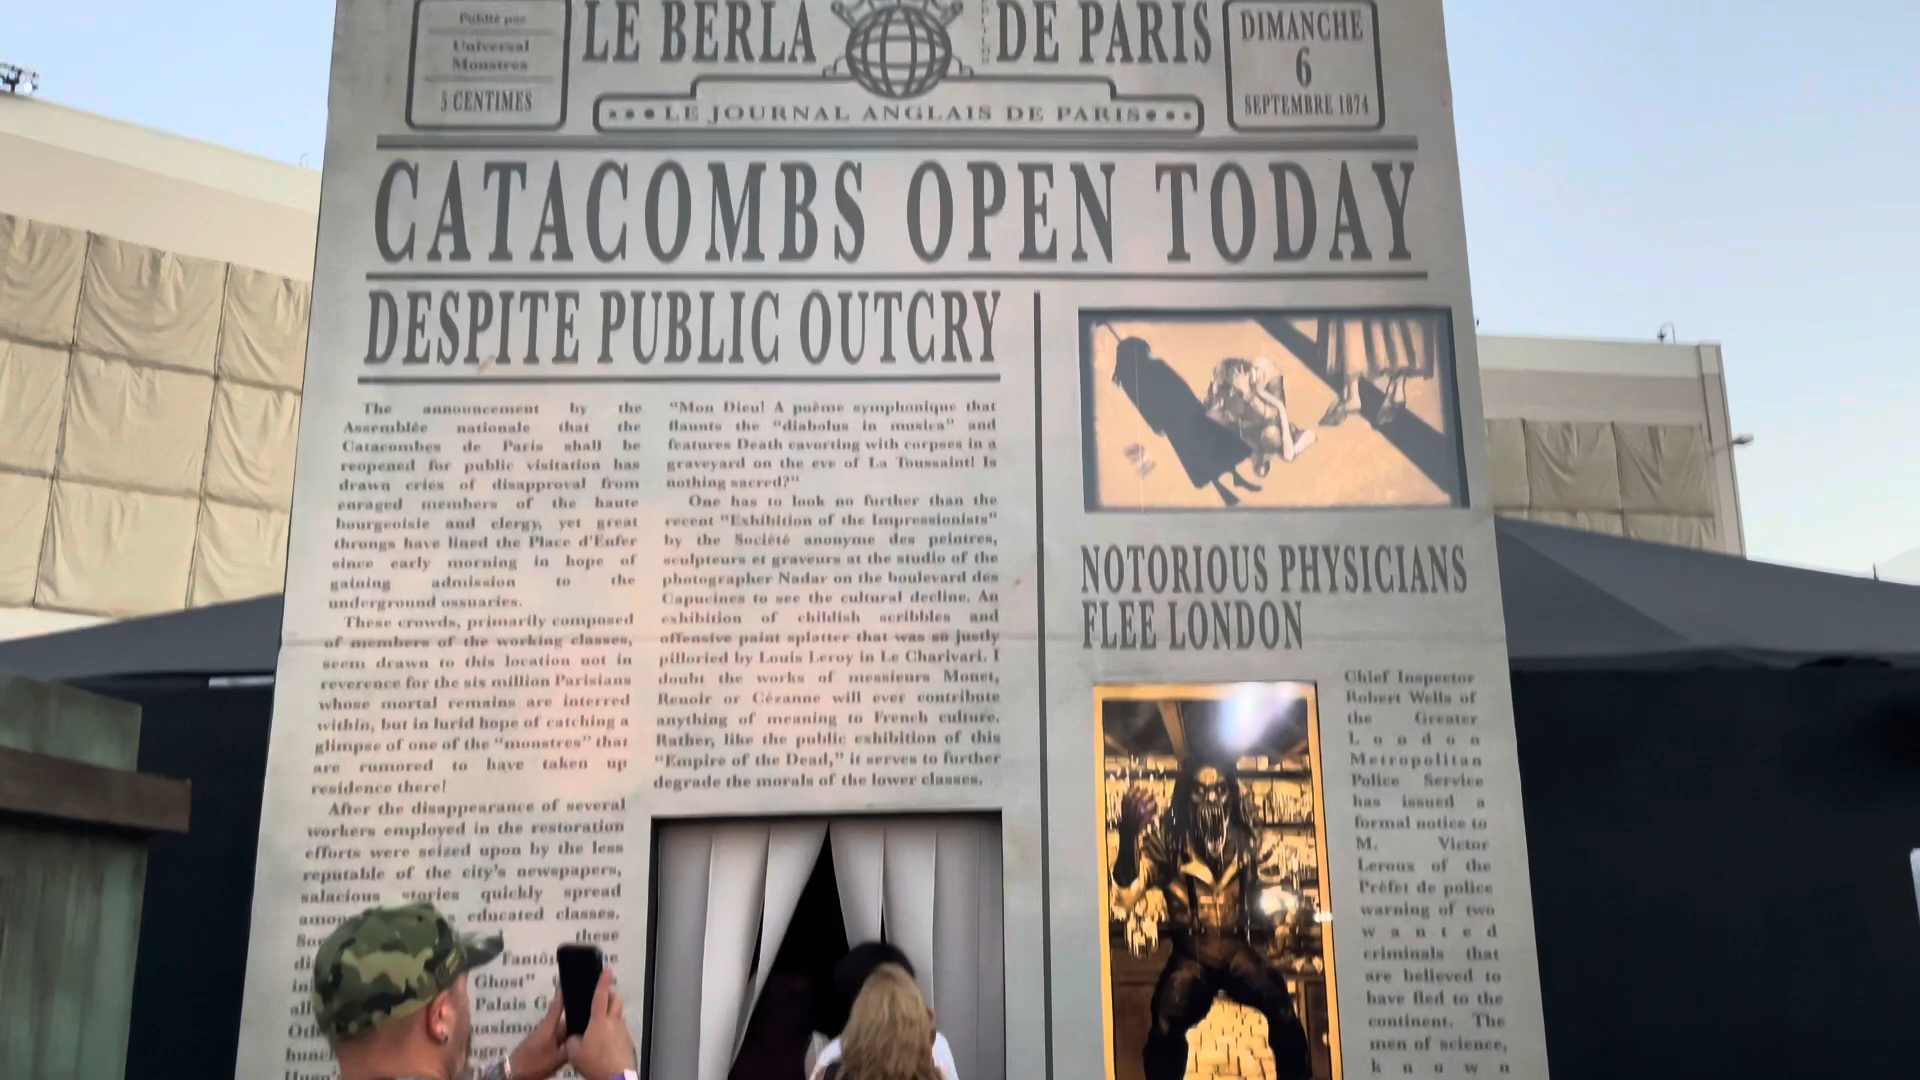 Publié par
Universal
Monstres
5 CENTIMES
LE BERLA DE PARIS
LE JOURNAL ANGLAIS DE PARIS
DIMANCHE
6
SEPTEMBRE 1874
CATACOMBS OPEN TODAY
DESPITE PUBLIC OUTCRY
The announcement by the
Assemblée nationale that the
Catacombes de Paris shall be
reopened for public visitation has
drawn cries of disapproval from
enraged members of the haute
bourgeoisie and clergy, yet great
throngs have lined the Place d'Enfer
since early morning in hope of
gaining admission to the
underground ossuaries.
These crowds, primarily composed
of members of the working classes,
seem drawn to this location not in
reverence for the six million Parisians
whose mortal remains are interred
within, but in lurid hope of catching a
glimpse of one of the "monstres" that
are rumored to have taken up
residence there!
After the disappearance of several
workers employed in the restoration
efforts were seized upon by the less
reputable of the city's newspapers,
salacious stories quickly spread
educated classes.
these
Ghost"
Palais
"Mon Dieu! A poème symphonique that
flaunts the "diabolus in musica" and
features Death cavorting with corpses in a
graveyard on the eve of La Toussaint! Is
nothing sacred?"
One has to look no further than the
recent "Exhibition of the Impressionists"
by the Société anonyme des peintres,
sculpteurs et graveurs at the studio of the
photographer Nadar on the boulevard des
Capucines to see the cultural decline. An
exhibition of childish scribbles and
offensive paint splatter that was so justly
pilloried by Louis Leroy in Le Charivari. I
doubt the works of messieurs Monet,
Renoir or Cézanne will ever contribute
anything of meaning to French culture.
Rather, like the public exhibition of this
"Empire of the Dead," it serves to further
degrade the morals of the lower classes.
NOTORIOUS PHYSICIANS
FLEE LONDON
Chief Inspector
Robert Wells of
the Greater
London
Metropolitan
Police Service
has issued a
formal notice to
M. Victor
Leroux of the
Préfet de police
warning of two
wanted
criminals that
are believed to
have fled to the
continent. The
men of science,
known